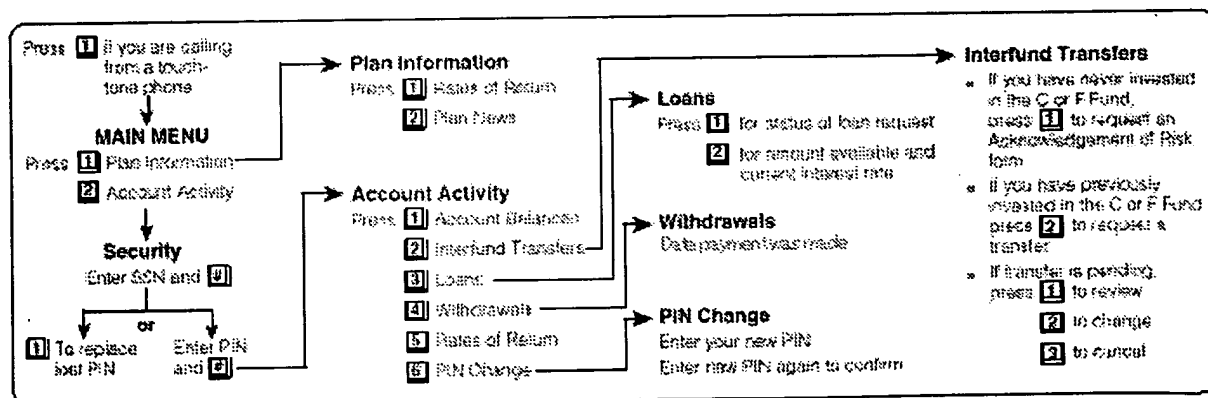 Press 1 if you are calling
from a touch-
tone phone
MAIN MENU
Press 1 Plan Information
2 Account Activity
Security
Enter SSN and #
or
1 To replace
lost PIN
Enter PIN
and #
Plan Information
Press 1 Rates of Return
2 Plan News
Account Activity
Press 1 Account Balances
2 Interfund Transfers
3 Loans
4 Withdrawals
5 Rates of Return
6 PIN Change
Loans
Press 1 for status of loan request
2 for amount available and
current interest rate
Withdrawals
Date payment was made
PIN Change
Enter your new PIN
Enter new PIN again to confirm
Interfund Transfers
• If you have never invested
in the C or F Fund,
press 1 to request an
Acknowledgement of Risk
form
• If you have previously
invested in the C or F Fund
press 2 to request a
transfer
• If transfer is pending,
press 1 to review
2 to change
3 to cancel